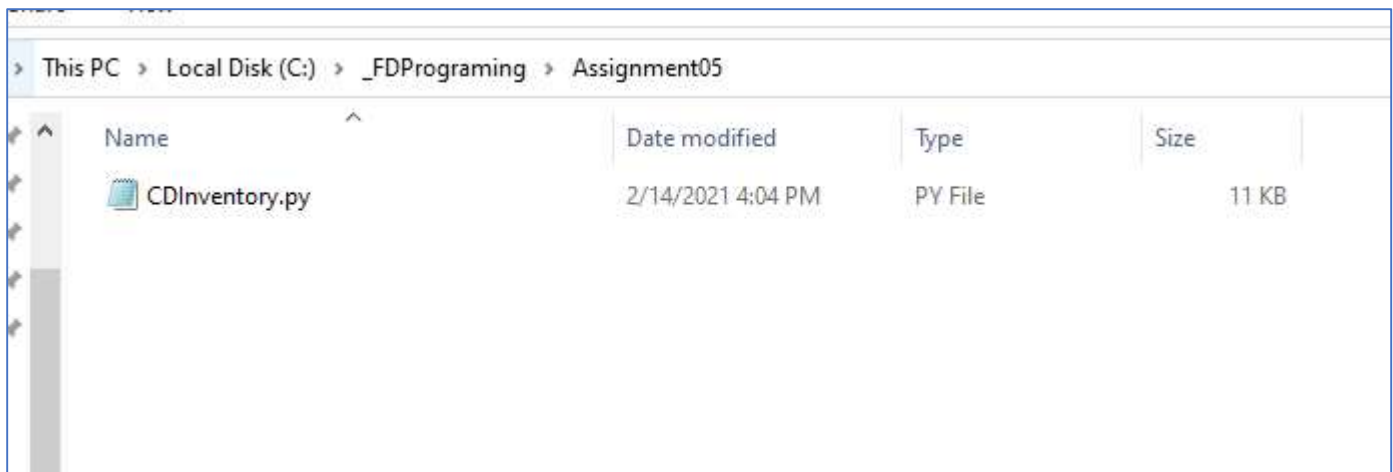 This PC > Local Disk (C:) > _FDPrograming > Assignment05
Name Date modified Type Size
CDInventory.py 2/14/2021 4:04 PM PY File 11 KB